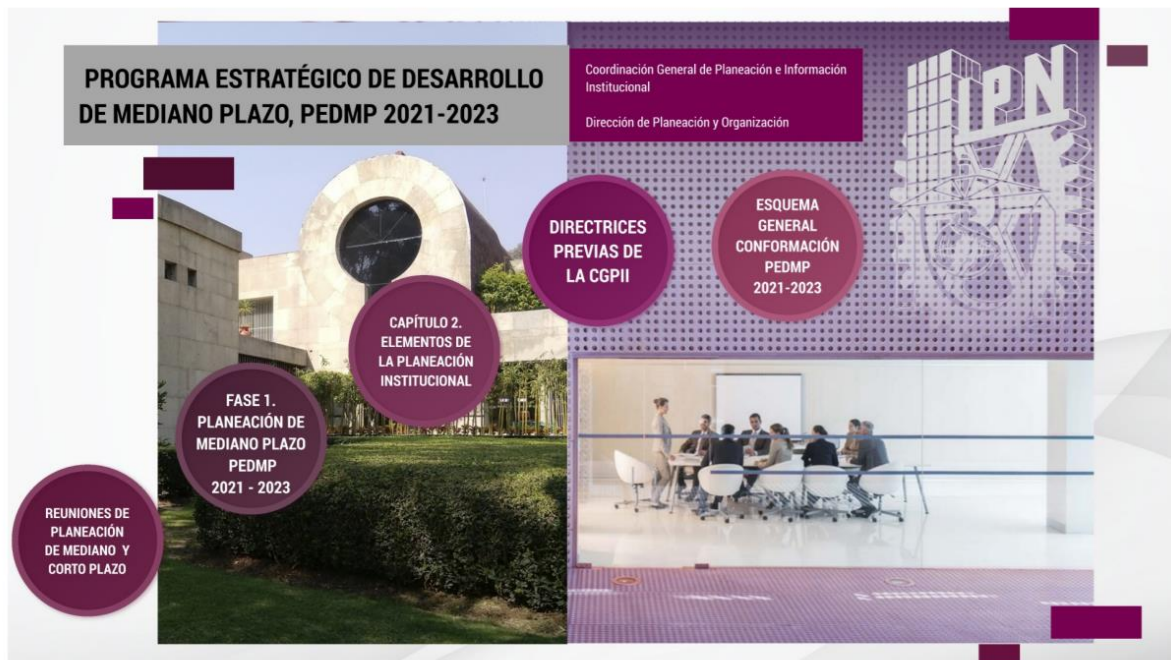 PROGRAMA ESTRATÉGICO DE DESARROLLO
DE MEDIANO PLAZO, PEDMP 2021-2023
Coordinación General de Planeación e Información
Institucional
Dirección de Planeación y Organización
IPN
ESQUEMA
GENERAL
CONFORMACIÓN
PEDMP
2021-2023
DIRECTRICES
PREVIAS DE
LA CGPII
CAPÍTULO 2.
ELEMENTOS DE
LA PLANEACIÓN
INSTITUCIONAL
FASE 1.
PLANEACIÓN DE
MEDIANO PLAZO
PEDMP
2021 - 2023
REUNIONES DE
PLANEACIÓN
DE MEDIANO Y
CORTO PLAZO